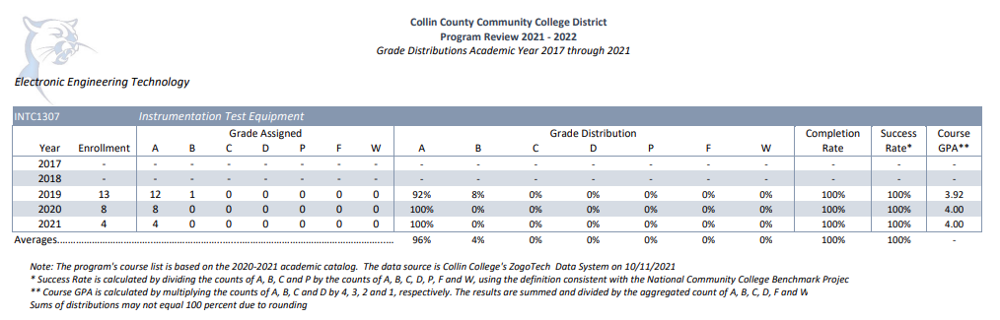 Collin County Community College District
Program Review 2021 - 2022
Grade Distributions Academic Year 2017 through 2021
Electronic Engineering Technology
INTC1307 Instrumentation Test Equipment
Grade Assigned Grade Distribution Completion Success Course
Year Enrollment A B C D P F W A B C D P F W Rate Rate* GPA**
2017 - - - - - - - - - - - - - - - - - -
2018 - - - - - - - - - - - - - - - - - -
2019 13 12 1 0 0 0 0 0 92% 8% 0% 0% 0% 0% 0% 100% 100% 3.92
2020 8 8 0 0 0 0 0 0 100% 0% 0% 0% 0% 0% 0% 100% 100% 4.00
2021 4 4 0 0 0 0 0 0 100% 0% 0% 0% 0% 0% 0% 100% 100% 4.00
Averages........................................................................................................... 96% 4% 0% 0% 0% 0% 0% 100% 100% -
Note: The program's course list is based on the 2020-2021 academic catalog. The data source is Collin College's ZogoTech Data System on 10/11/2021
* Success Rate is calculated by dividing the counts of A, B, C and P by the counts of A, B, C, D, P, F and W, using the definition consistent with the National Community College Benchmark Projec
** Course GPA is calculated by multiplying the counts of A, B, C and D by 4, 3, 2 and 1, respectively. The results are summed and divided by the aggregated count of A, B, C, D, F and W
Sums of distributions may not equal 100 percent due to rounding